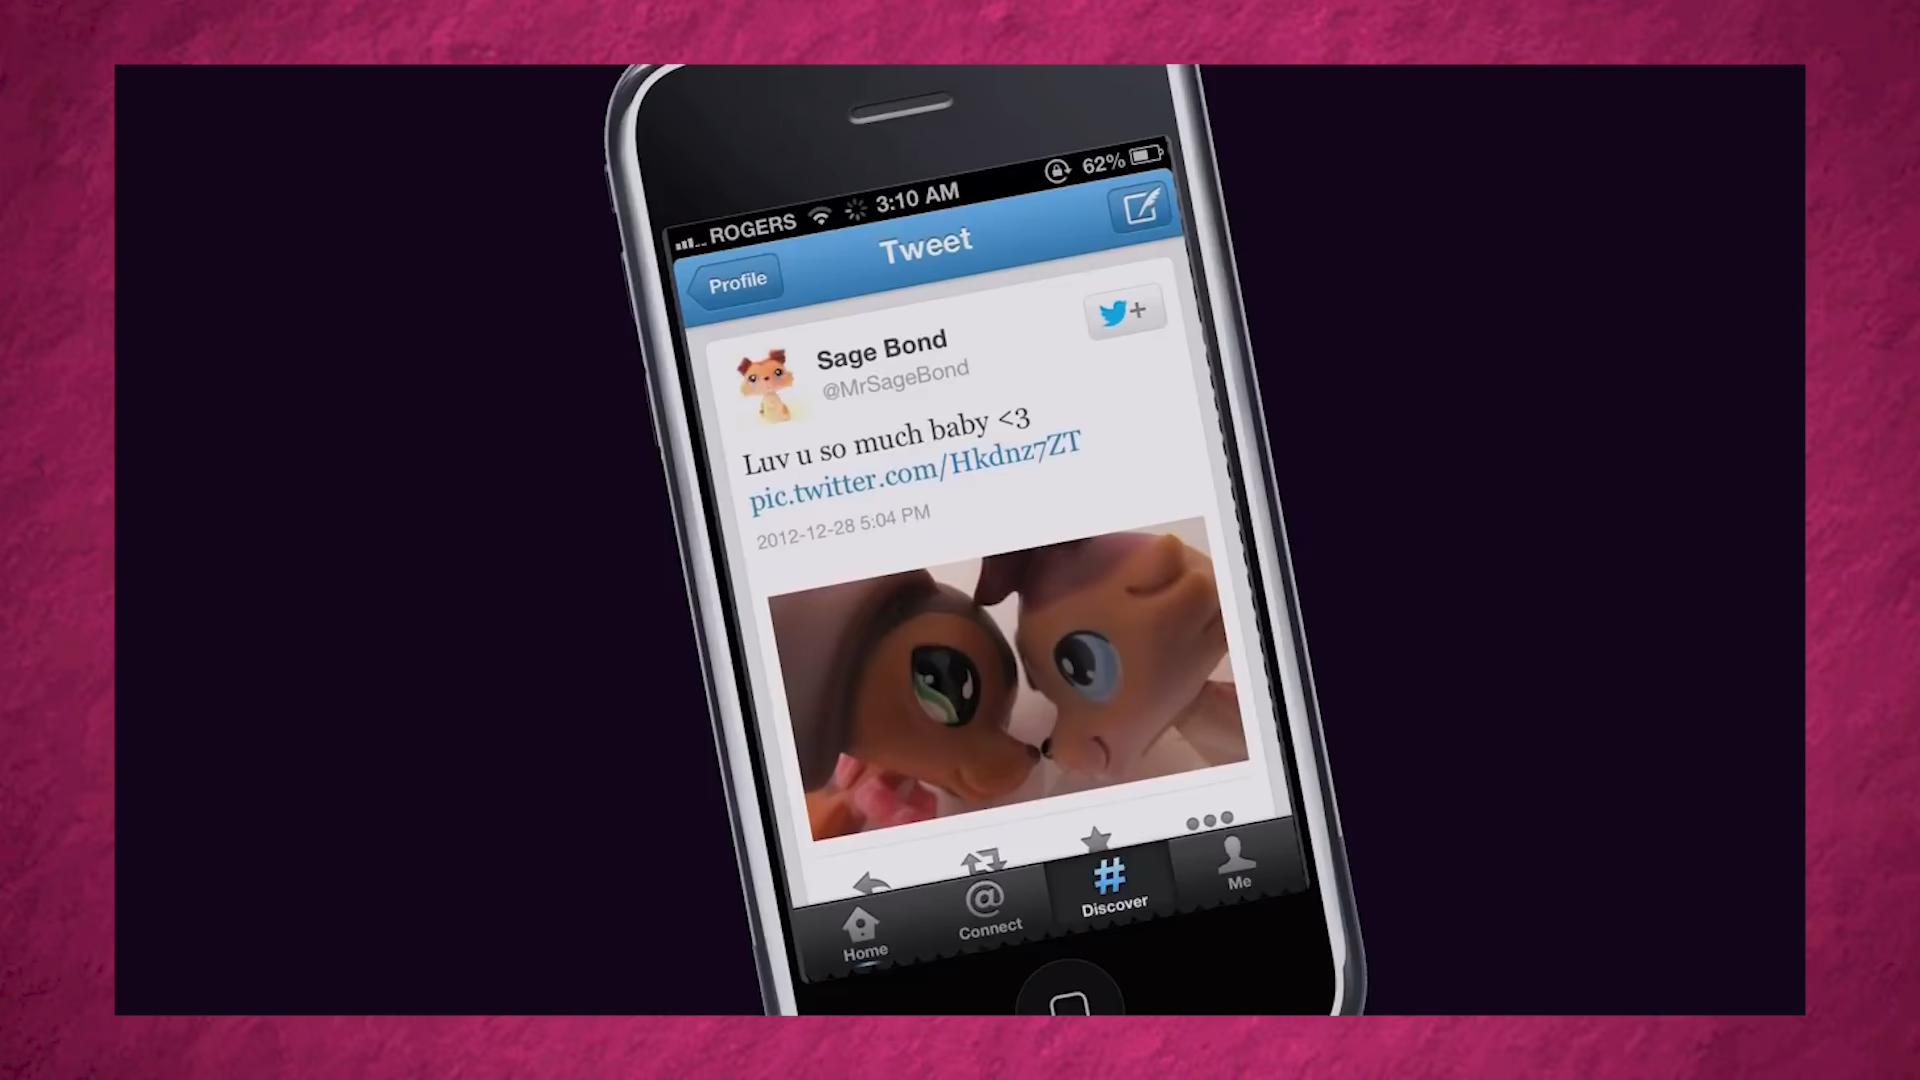 ROGERS 3:10 AM 62%
Profile
Tweet
Sage Bond
@MrSageBond
Luv u so much baby <3
pic.twitter.com/Hkdnz7ZT
2012-12-28 5:04 PM
Home
@
Connect
#
Discover
Me